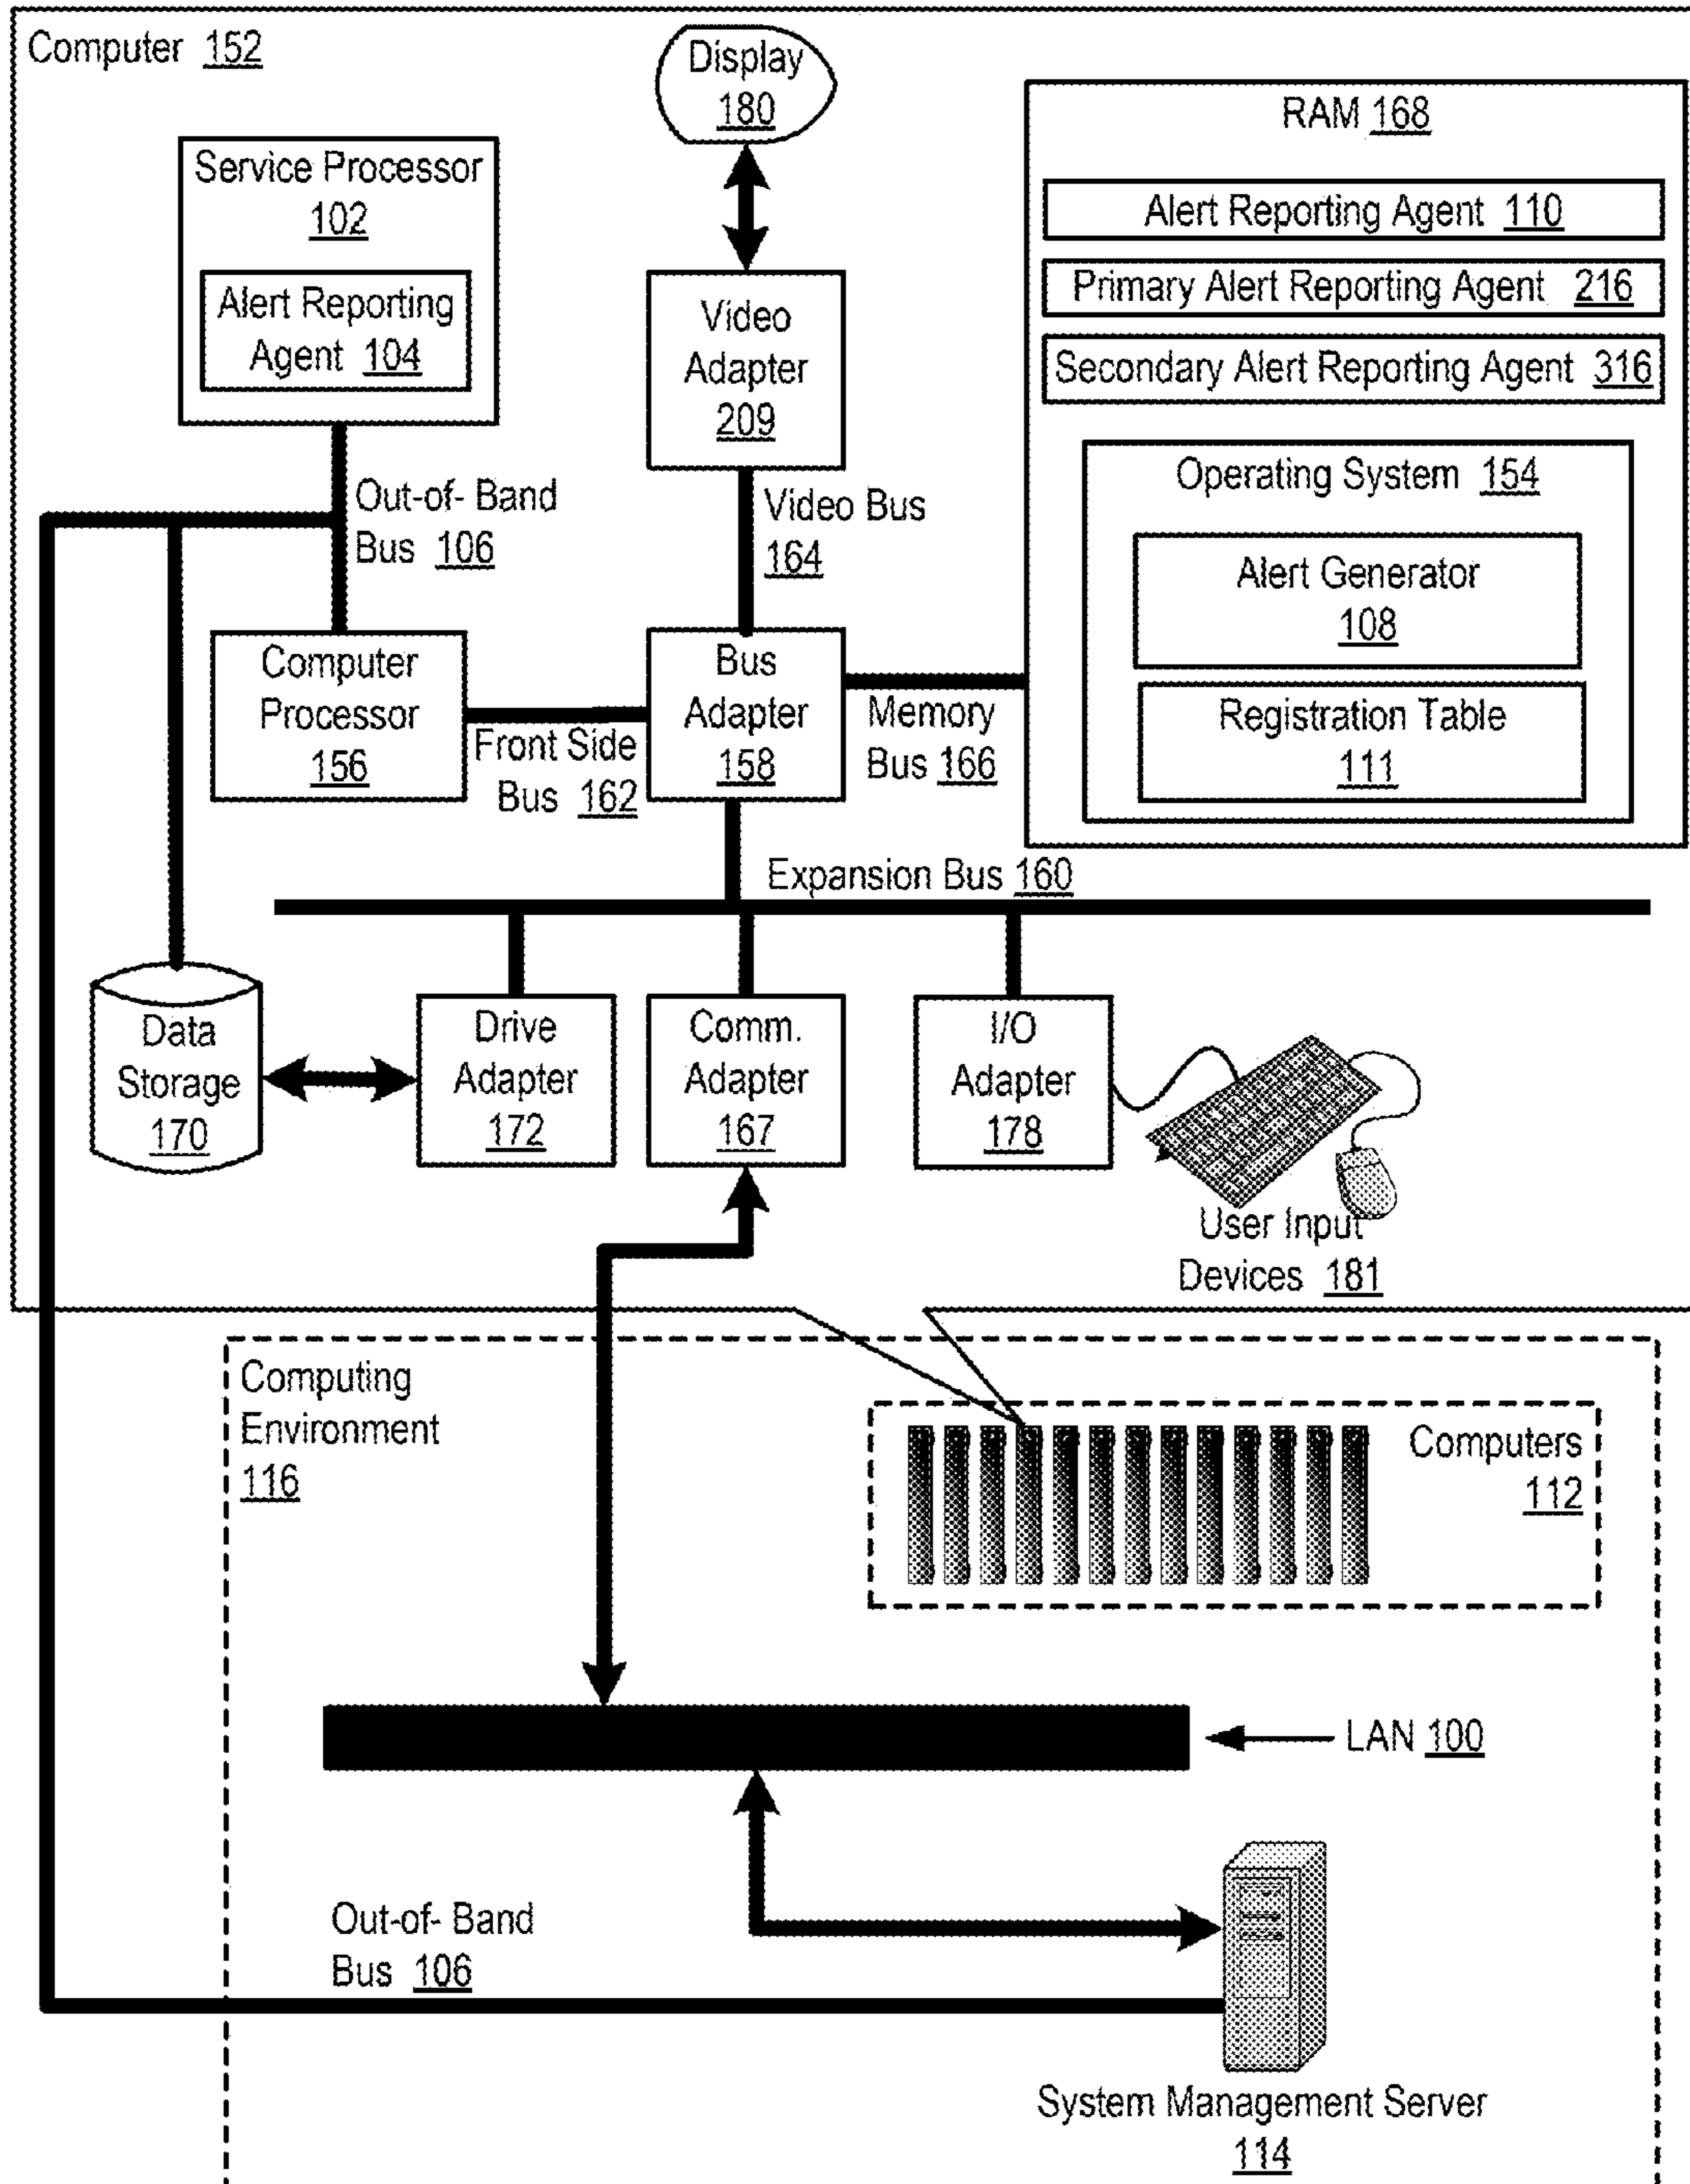 Computer 152
Display
180
RAM 168
Service Processor
102
Alert Reporting
Agent 104
Alert Reporting Agent 110
Primary Alert Reporting Agent 216
Secondary Alert Reporting Agent 316
Video
Adapter
209
Operating System 154
Out-of- Band
Bus 106
Video Bus
164
Alert Generator
108
Computer
Processor
156
Bus
Adapter
158
Front Side
Bus 162
Memory
Bus 166
Registration Table
111
Expansion Bus 160
Data
Storage
170
Drive
Adapter
172
Comm.
Adapter
167
I/O
Adapter
178
User Input
Devices 181
Computing
Environment
116
Computers
112
LAN 100
Out-of- Band
Bus 106
System Management Server
114